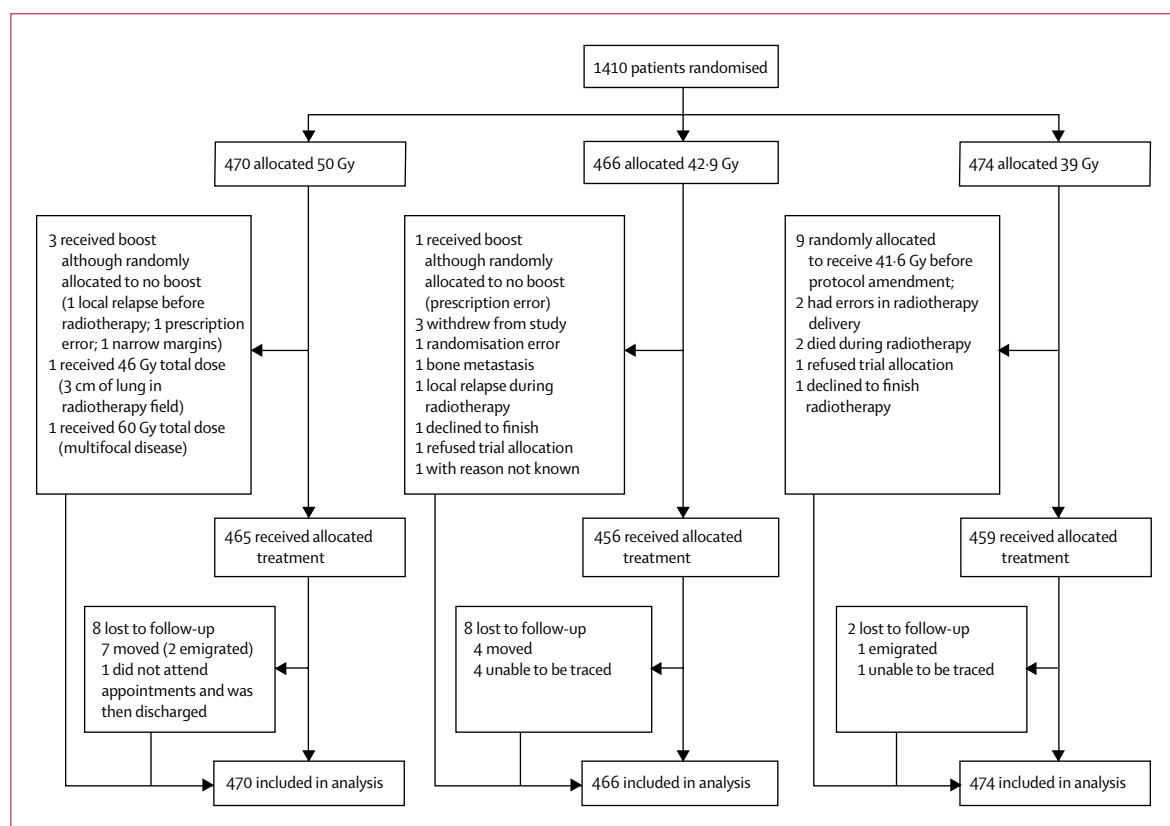 1410 patients randomised
470 allocated 50 Gy
466 allocated 42·9 Gy
474 allocated 39 Gy
3 received boost
although randomly
allocated to no boost
(1 local relapse before
radiotherapy; 1 prescription
error; 1 narrow margins)
1 received 46 Gy total dose
(3 cm of lung in
radiotherapy field)
1 received 60 Gy total dose
(multifocal disease)
1 received boost
although randomly
allocated to no boost
(prescription error)
3 withdrew from study
1 randomisation error
1 bone metastasis
1 local relapse during
radiotherapy
1 declined to finish
1 refused trial allocation
1 with reason not known
9 randomly allocated
to receive 41·6 Gy before
protocol amendment;
2 had errors in radiotherapy
delivery
2 died during radiotherapy
1 refused trial allocation
1 declined to finish
radiotherapy
465 received allocated
treatment
456 received allocated
treatment
459 received allocated
treatment
8 lost to follow-up
7 moved (2 emigrated)
1 did not attend
appointments and was
then discharged
8 lost to follow-up
4 moved
4 unable to be traced
2 lost to follow-up
1 emigrated
1 unable to be traced
470 included in analysis
466 included in analysis
474 included in analysis